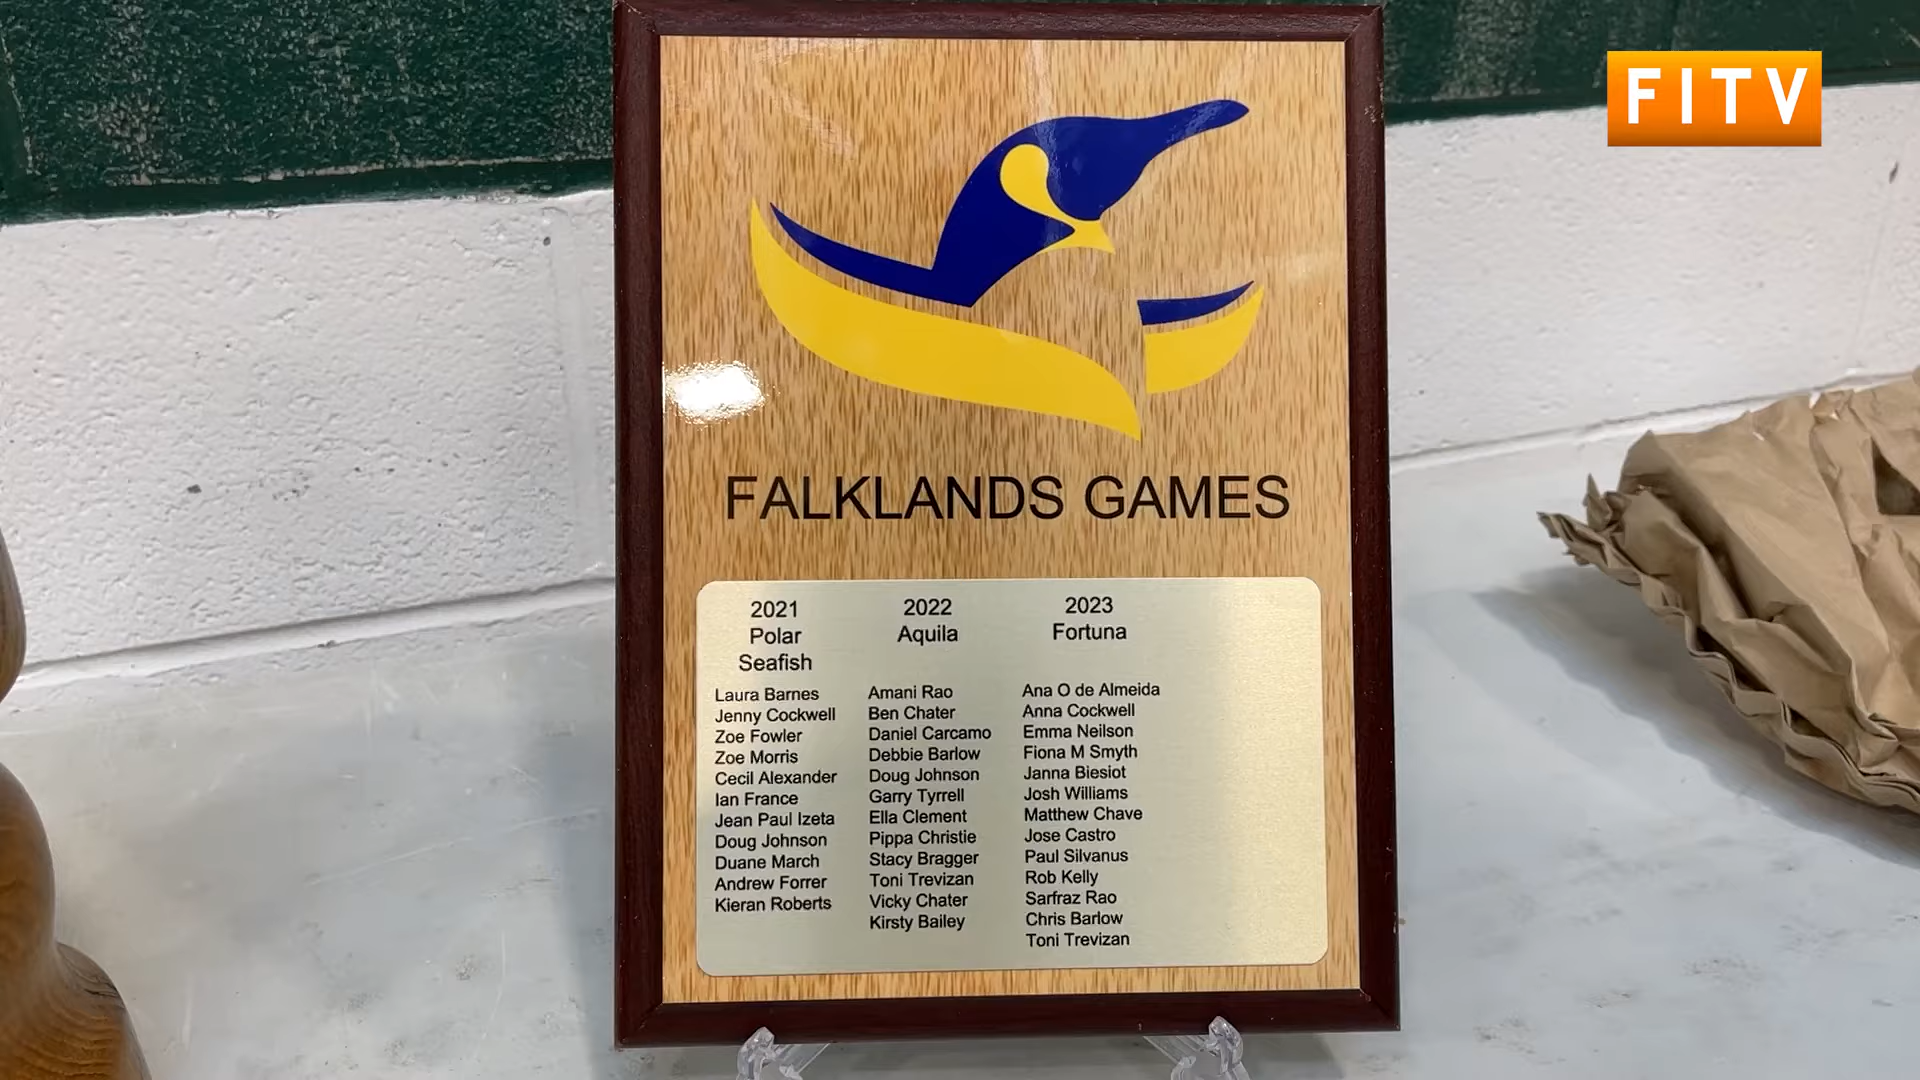 FITV
FALKLANDS GAMES
2021
Polar
Seafish
Laura Barnes
Jenny Cockwell
Zoe Fowler
Zoe Morris
Cecil Alexander
Ian France
Jean Paul Izeta
Doug Johnson
Duane March
Andrew Forrer
Kieran Roberts
2022
Aquila
Amani Rao
Ben Chater
Daniel Carcamo
Debbie Barlow
Doug Johnson
Garry Tyrrell
Ella Clement
Pippa Christie
Stacy Bragger
Toni Trevizan
Vicky Chater
Kirsty Bailey
2023
Fortuna
Ana O de Almeida
Anna Cockwell
Emma Neilson
Fiona M Smyth
Janna Biesiot
Josh Williams
Matthew Chave
Jose Castro
Paul Silvanus
Rob Kelly
Sarfraz Rao
Chris Barlow
Toni Trevizan